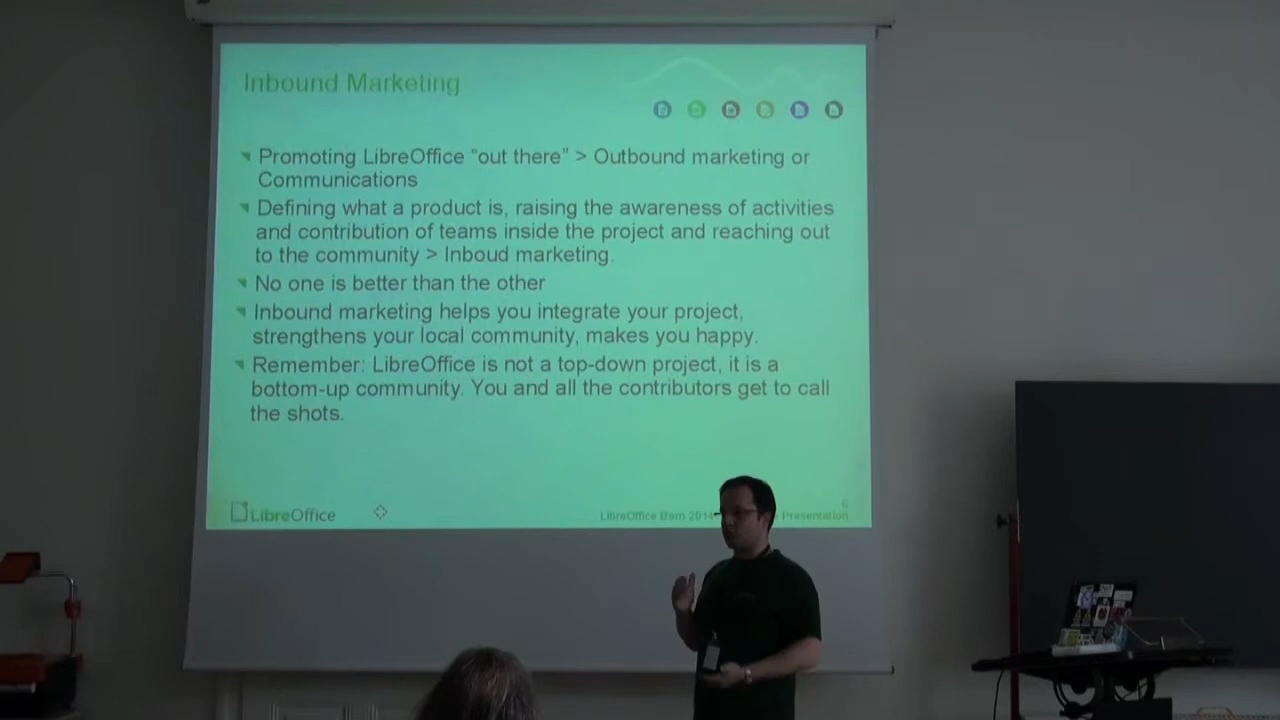 Inbound Marketing
Promoting LibreOffice “out there” > Outbound marketing or
Communications
Defining what a product is, raising the awareness of activities
and contribution of teams inside the project and reaching out
to the community > Inboud marketing.
No one is better than the other
Inbound marketing helps you integrate your project,
strengthens your local community, makes you happy.
Remember: LibreOffice is not a top-down project, it is a
bottom-up community. You and all the contributors get to call
the shots.
6
LibreOffice
LibreOffice Bern 2014 Presentation